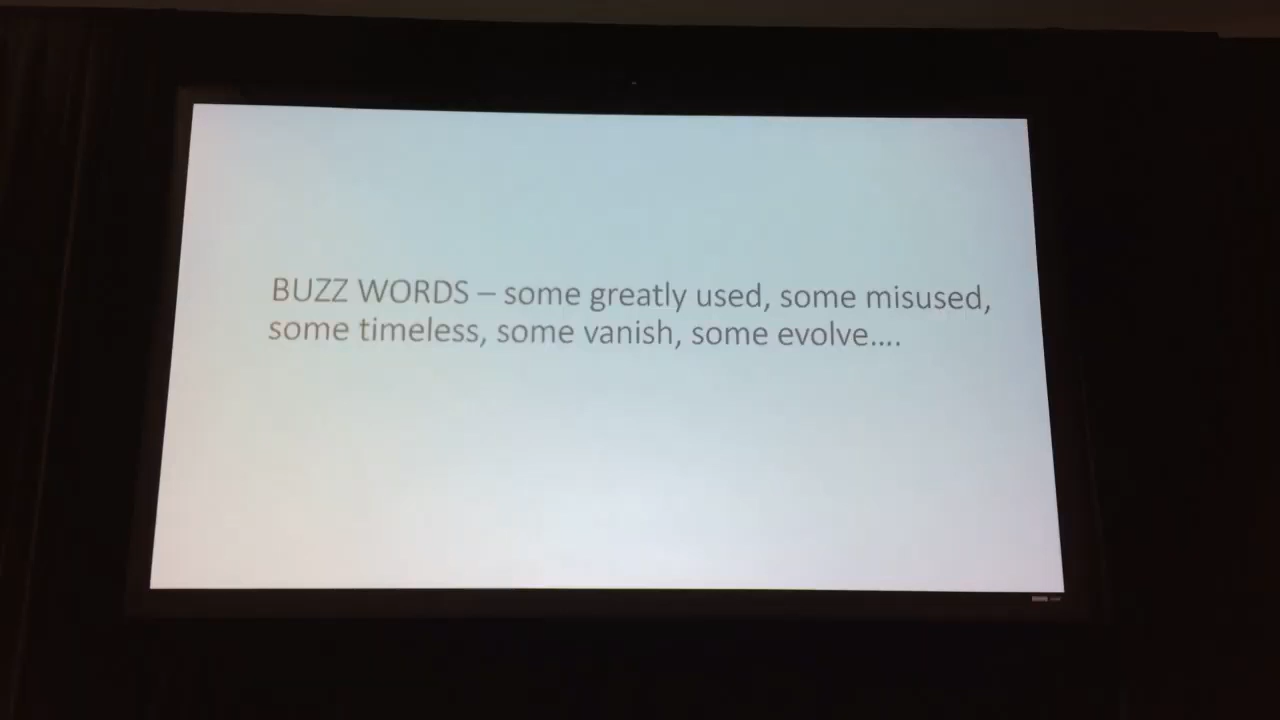 BUZZ WORDS – some greatly used, some misused,
some timeless, some vanish, some evolve....